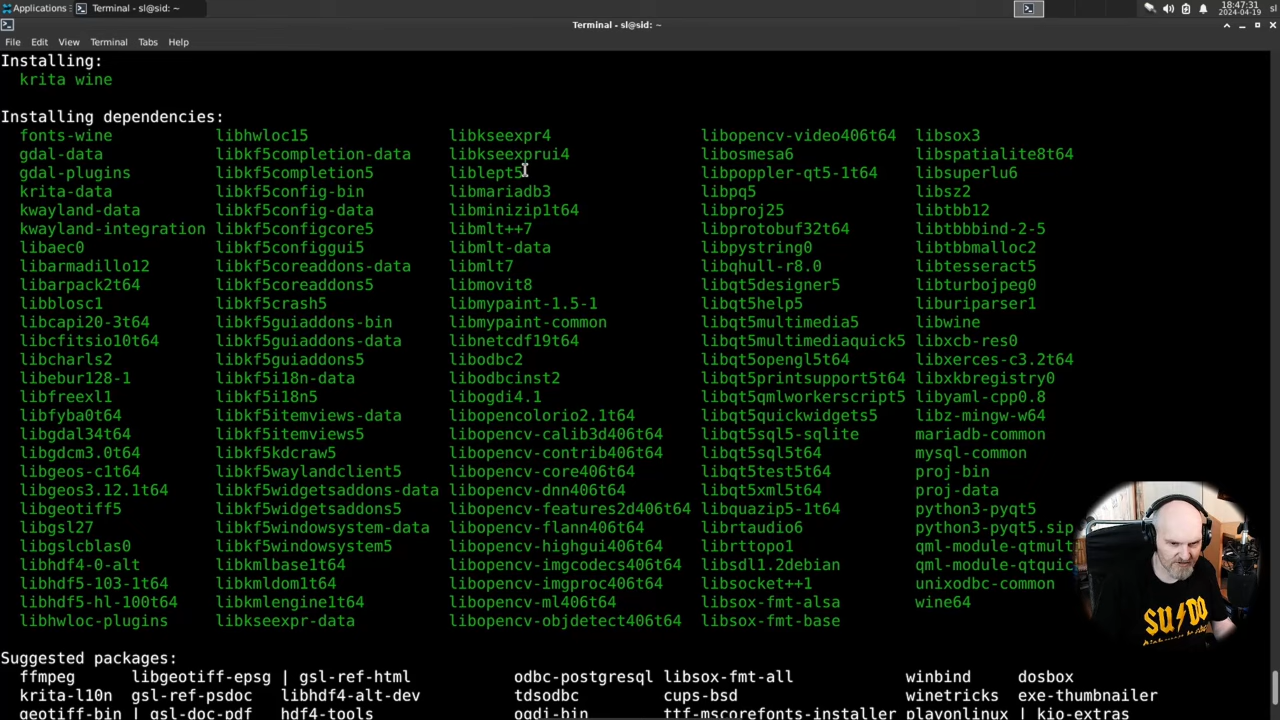 Applications
Terminal - sl@sid: ~
18:47:31
2024-04-19
sl
Terminal - sl@sid: ~
File Edit View Terminal Tabs Help
Installing:
krita wine
Installing dependencies:
fonts-wine libhwloc15 libkseexpr4 libopencv-video406t64 libsox3
gdal-data libkf5completion-data libkseexprui4 libosmesa6 libspatialite8t64
gdal-plugins libkf5completion5 liblept5 libpoppler-qt5-1t64 libsuperlu6
krita-data libkf5config-bin libmariadb3 libpq5 libsz2
kwayland-data libkf5config-data libminizip1t64 libproj25 libtbb12
kwayland-integration libkf5configcore5 libmlt++7 libprotobuf32t64 libtbbbind-2-5
libaec0 libkf5configgui5 libmlt-data libpystring0 libtbbmalloc2
libarmadillo12 libkf5coreaddons-data libmlt7 libqhull-r8.0 libtesseract5
libarpack2t64 libkf5coreaddons5 libmovit8 libqt5designer5 libturbojpeg0
libblosc1 libkf5crash5 libmypaint-1.5-1 libqt5help5 liburiparser1
libcapi20-3t64 libkf5guiaddons-bin libmypaint-common libqt5multimedia5 libwine
libcfitsio10t64 libkf5guiaddons-data libnetcdf19t64 libqt5multimediaquick5 libxcb-res0
libcharls2 libkf5guiaddons5 libodbc2 libqt5opengl5t64 libxerces-c3.2t64
libebur128-1 libkf5i18n-data libodbcinst2 libqt5printsupport5t64 libxkbregistry0
libfreexl1 libkf5i18n5 libogdi4.1 libqt5qmlworkerscript5 libyaml-cpp0.8
libfyba0t64 libkf5itemviews-data libopencolorio2.1t64 libqt5quickwidgets5 libz-mingw-w64
libgdal34t64 libkf5itemviews5 libopencv-calib3d406t64 libqt5sql5-sqlite mariadb-common
libgdcm3.0t64 libkf5kdcraw5 libopencv-contrib406t64 libqt5sql5t64 mysql-common
libgeos-c1t64 libkf5waylandclient5 libopencv-core406t64 libqt5test5t64 proj-bin
libgeos3.12.1t64 libkf5widgetsaddons-data libopencv-dnn406t64 libqt5xml5t64 proj-data
libgeotiff5 libkf5widgetsaddons5 libopencv-features2d406t64 libquazip5-1t64 python3-pyqt5
libgsl27 libkf5windowsystem-data libopencv-flann406t64 librtaudio6 python3-pyqt5.sip
libgslcblas0 libkf5windowsystem5 libopencv-highgui406t64 librttopo1 qml-module-qtmult
libhdf4-0-alt libkmlbase1t64 libopencv-imgcodecs406t64 libsdl1.2debian qml-module-qtquic
libhdf5-103-1t64 libkmldom1t64 libopencv-imgproc406t64 libsocket++1 unixodbc-common
libhdf5-hl-100t64 libkmlengine1t64 libopencv-ml406t64 libsox-fmt-alsa wine64
libhwloc-plugins libkseexpr-data libopencv-objdetect406t64 libsox-fmt-base
SU DO
Suggested packages:
ffmpeg libgeotiff-epsg | gsl-ref-html odbc-postgresql libsox-fmt-all winbind dosbox
krita-l10n gsl-ref-psdoc libhdf4-alt-dev tdsodbc cups-bsd winetricks exe-thumbnailer
geotiff-bin | gsl-doc-pdf hdf4-tools ogdi-bin ttf-mscorefonts-installer playonlinux | kio-extras